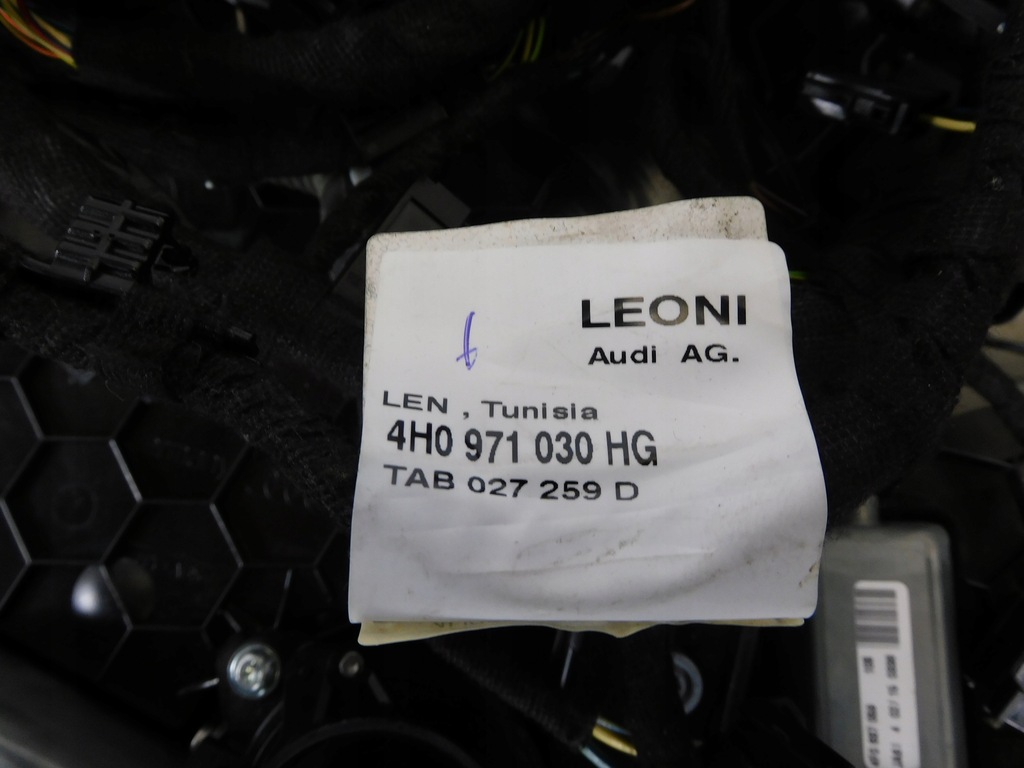 LEONI
Audi AG.
LEN , Tunisia
4H0 971 030 HG
TAB 027 259 D